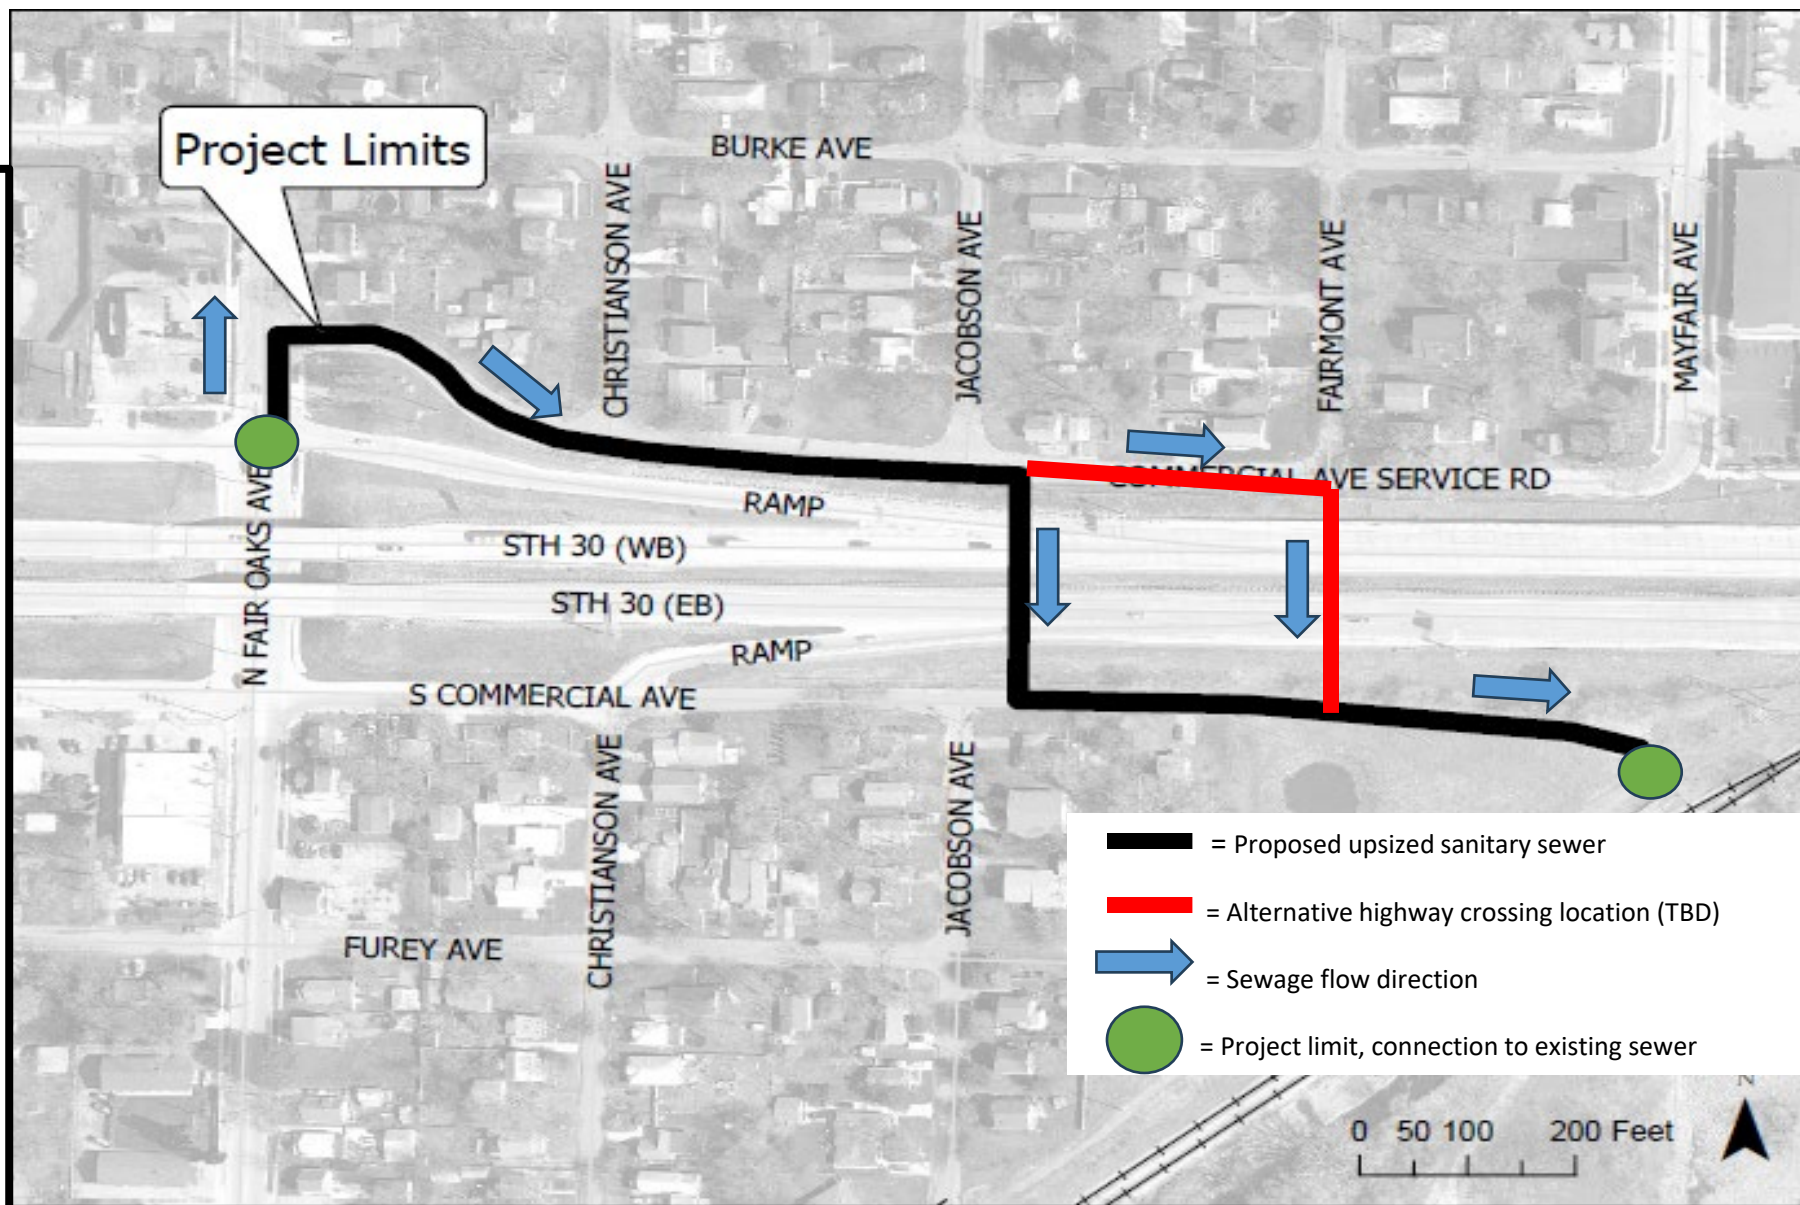 Project Limits
BURKE AVE
CHRISTIANSON AVE
JACOBSON AVE
FAIRMONT AVE
MAYFAIR AVE
COMMERCIAL AVE SERVICE RD
RAMP
STH 30 (WB)
N FAIR OAKS AVE
STH 30 (EB)
RAMP
S COMMERCIAL AVE
CHRISTIANSON AVE
JACOBSON AVE
FUREY AVE
= Proposed upsized sanitary sewer
= Alternative highway crossing location (TBD)
= Sewage flow direction
= Project limit, connection to existing sewer
N
0 50 100 200 Feet